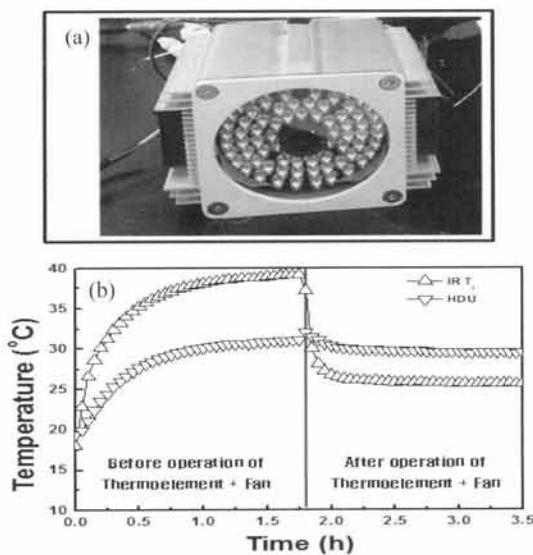 (a)
40
(b)
IRT
HDU
35
30
25
20
15
10
Temperature (°C)
Before operation of
Thermoelement + Fan
After operation of
Thermoelement + Fan
0.0 0.5 1.0 1.5 2.0 2.5 3.0 3.5
Time (h)